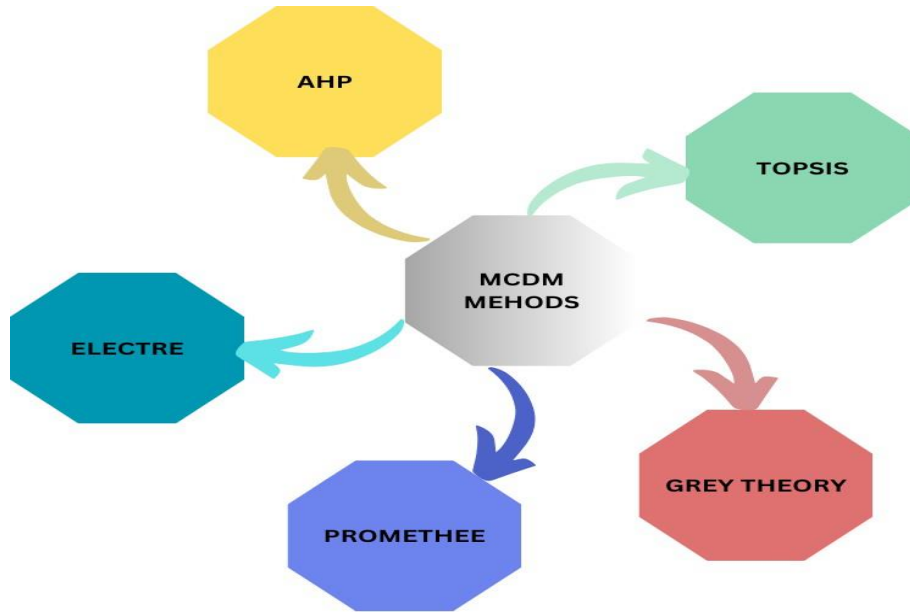 AHP
TOPSIS
MCDM
MEHODS
ELECTRE
GREY THEORY
PROMETHEE